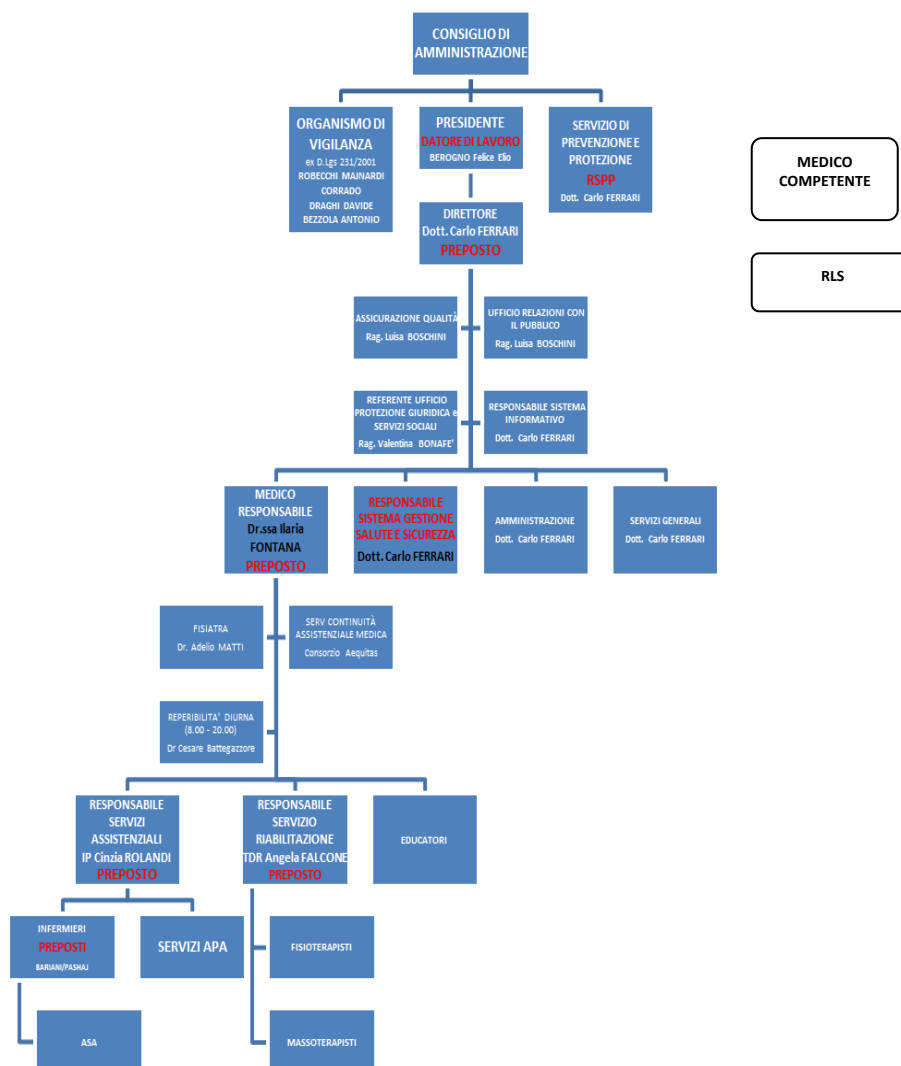 CONSIGLIO DI
AMMINISTRAZIONE
ORGANISMO DI
VIGILANZA
ex D.Lgs 231/2001
ROBECCHI MAJNARDI
CORRADO
DRAGHI DAVIDE
BEZZOLA ANTONIO
PRESIDENTE
DATORE DI LAVORO
BEROGNO Felice Elio
SERVIZIO DI
PREVENZIONE E
PROTEZIONE
RSPP
Dott. Carlo FERRARI
MEDICO
COMPETENTE
DIRETTORE
Dott. Carlo FERRARI
PREPOSTO
RLS
ASSICURAZIONE QUALITÀ
Rag. Luisa BOSCHINI
UFFICIO RELAZIONI CON
IL PUBBLICO
Rag. Luisa BOSCHINI
REFERENTE UFFICIO
PROTEZIONE GIURIDICA e
SERVIZI SOCIALI
Rag. Valentina BONAFE'
RESPONSABILE SISTEMA
INFORMATIVO
Dott. Carlo FERRARI
MEDICO
RESPONSABILE
Dr.ssa Ilaria
FONTANA
PREPOSTO
RESPONSABILE
SISTEMA GESTIONE
SALUTE E SICUREZZA
Dott. Carlo FERRARI
AMMINISTRAZIONE
Dott. Carlo FERRARI
SERVIZI GENERALI
Dott. Carlo FERRARI
FISIATRA
Dr. Adelio MATTI
SERV CONTINUITÀ
ASSISTENZIALE MEDICA
Consorzio Aequitas
REPERIBILITA' DIURNA
(8.00 - 20.00)
Dr Cesare Battegazzore
RESPONSABILE
SERVIZI
ASSISTENZIALI
IP Cinzia ROLANDI
PREPOSTO
RESPONSABILE
SERVIZIO
RIABILITAZIONE
TDR Angela FALCONE
PREPOSTO
EDUCATORI
INFERMIERI
PREPOSTI
BARIANI/PASHAJ
SERVIZI APA
FISIOTERAPISTI
ASA
MASSOTERAPISTI